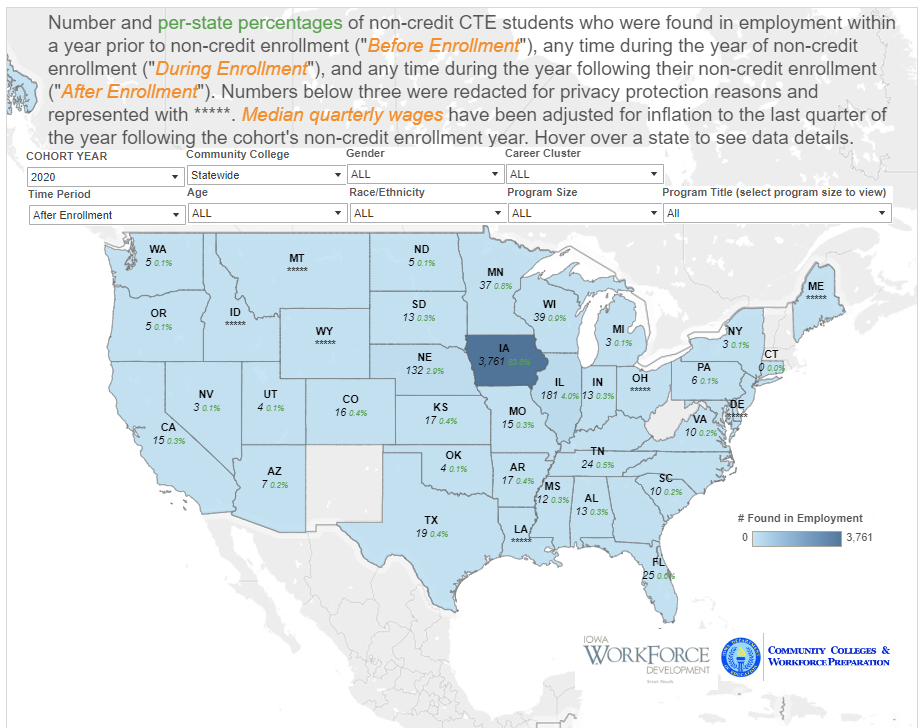 Number and per-state percentages of non-credit CTE students who were found in employment within
a year prior to non-credit enrollment ("Before Enrollment"), any time during the year of non-credit
enrollment ("During Enrollment"), and any time during the year following their non-credit enrollment
("After Enrollment"). Numbers below three were redacted for privacy protection reasons and
represented with *****. Median quarterly wages have been adjusted for inflation to the last quarter of
the year following the cohort's non-credit enrollment year. Hover over a state to see data details.
COHORT YEAR
Community College
Gender
Career Cluster
2020
Statewide
ALL
ALL
Time Period
Age
Race/Ethnicity
Program Size
Program Title (select program size to view)
After Enrollment
ALL
ALL
ALL
All
WA
5 0.1%
MT
*****
ND
5 0.1%
MN
37 0.8%
ME
*****
OR
5 0.1%
ID
*****
SD
13 0.3%
WI
39 0.9%
WY
*****
MI
3 0.1%
NY
3 0.1%
IA
3,761
NE
132 2.9%
CT
0 0.0%
PA
6 0.1%
NV
3 0.1%
UT
4 0.1%
CO
16 0.4%
IL
181 4.0%
IN
13 0.3%
OH
*****
DE
*****
KS
17 0.4%
MO
15 0.3%
VA
10 0.2%
CA
15 0.3%
AZ
7 0.2%
OK
4 0.1%
TN
24 0.5%
AR
17 0.4%
SC
10 0.2%
MS
12 0.3%
AL
13 0.3%
TX
19 0.4%
LA
*****
FL
25
# Found in Employment
0 3,761
IOWA
WORKFORCE
DEVELOPMENT
COMMUNITY COLLEGES &
WORKFORCE PREPARATION